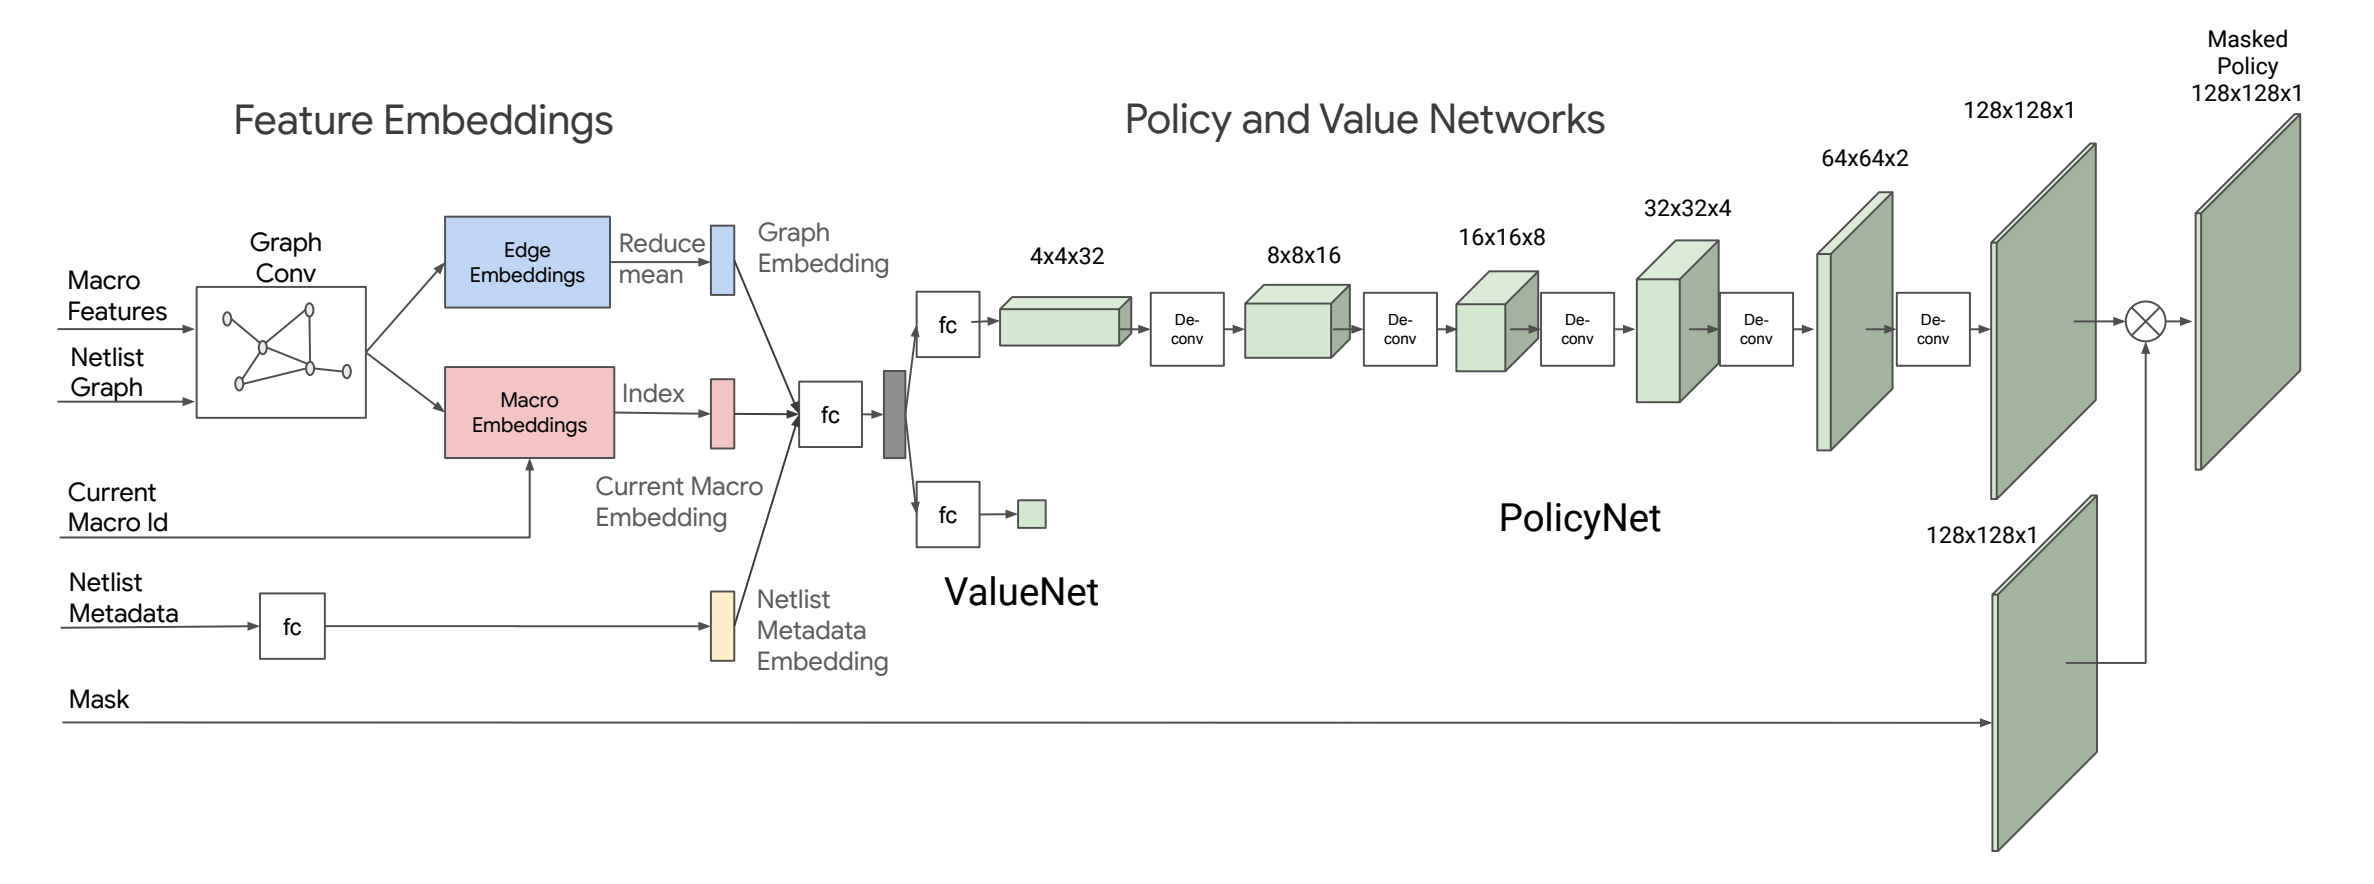 Feature Embeddings
Policy and Value Networks
Macro
Features
Netlist
Graph
Graph
Conv
Edge
Embeddings
Reduce
mean
Graph
Embedding
Macro
Embeddings
Index
Current Macro
Embedding
Current
Macro Id
Netlist
Metadata
fc
Netlist
Metadata
Embedding
Mask
fc
fc
fc
ValueNet
4x4x32
De-
conv
8x8x16
De-
conv
16x16x8
De-
conv
32x32x4
De-
conv
64x64x2
De-
conv
128x128x1
PolicyNet
128x128x1
Masked
Policy
128x128x1